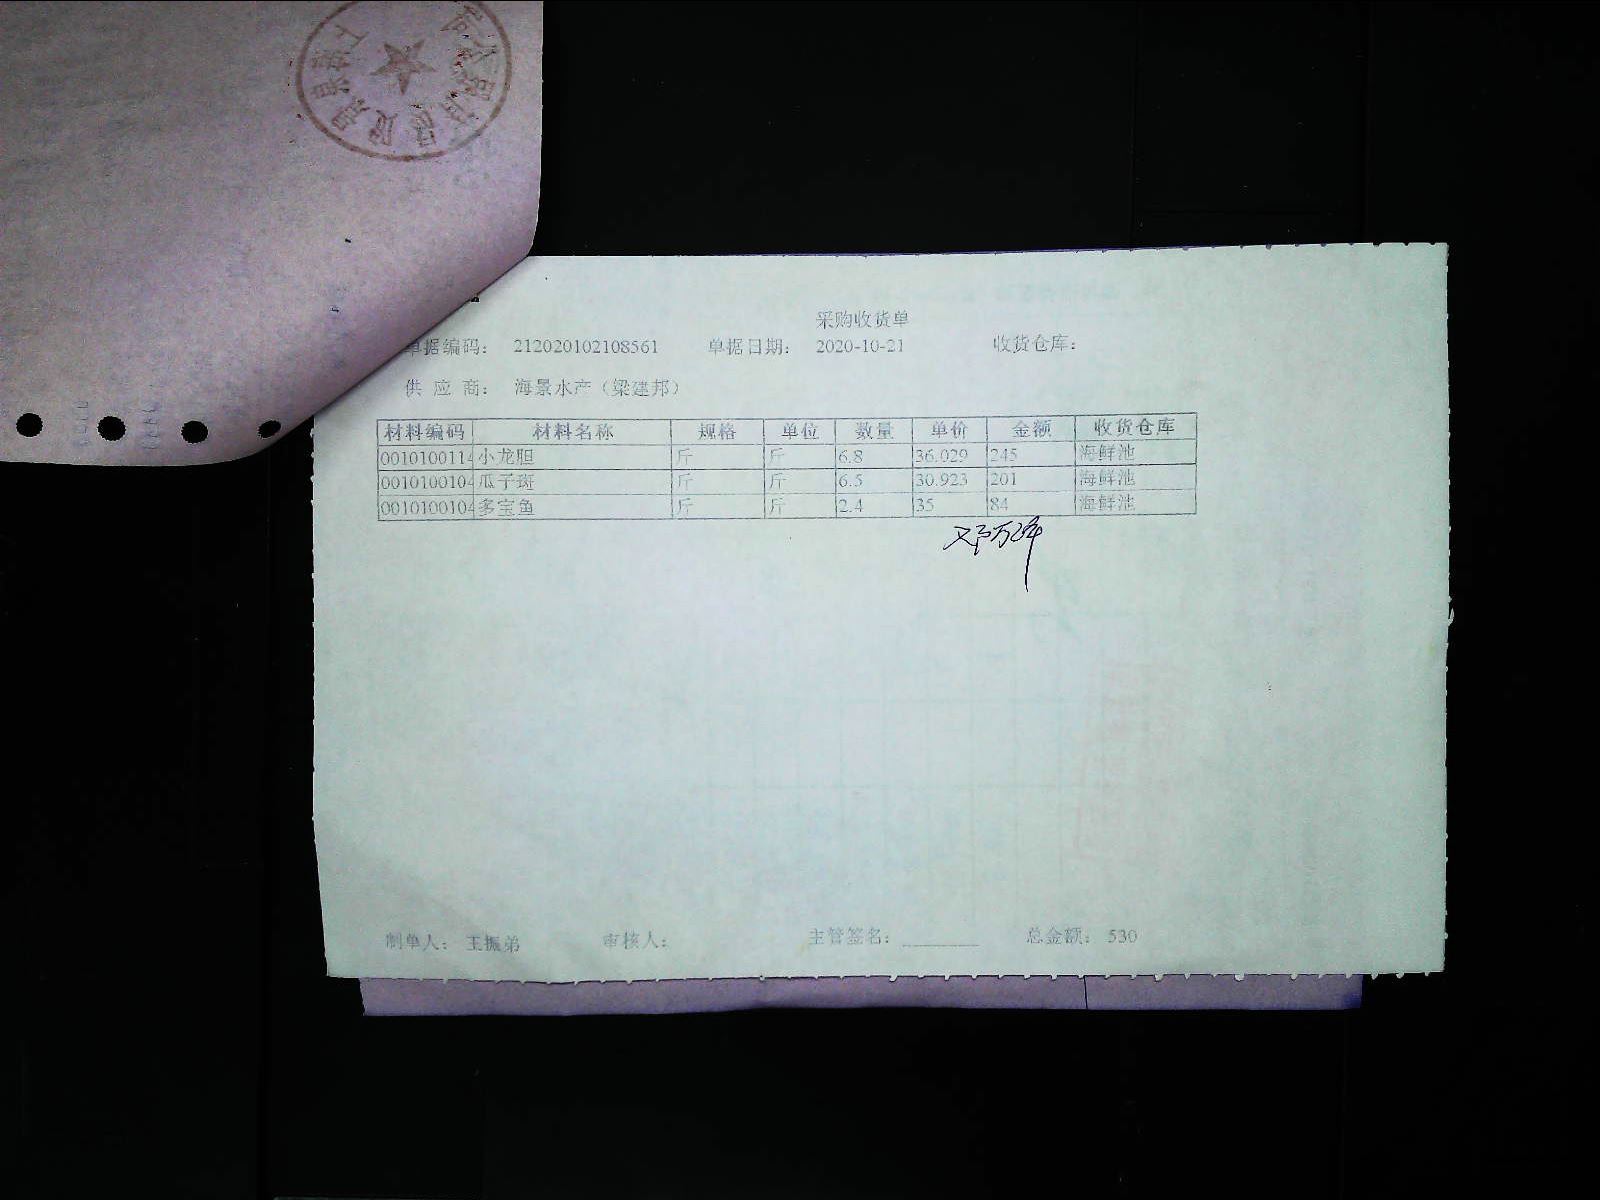 采购收货单
单据编码： 212020102108561 单据日期： 2020-10-21 收货仓库：
供 应 商： 海景水产（梁建邦）
材料编码 材料名称 规格 单位 数量 单价 金额 收货仓库
0010100114 小龙胆 斤 斤 6.8 36.029 245 海鲜池
0010100104 瓜子斑 斤 斤 6.5 30.923 201 海鲜池
0010100104 多宝鱼 斤 斤 2.4 35 84 海鲜池
制单人： 王振弟 审核人： 主管签名： ________ 总金额： 530